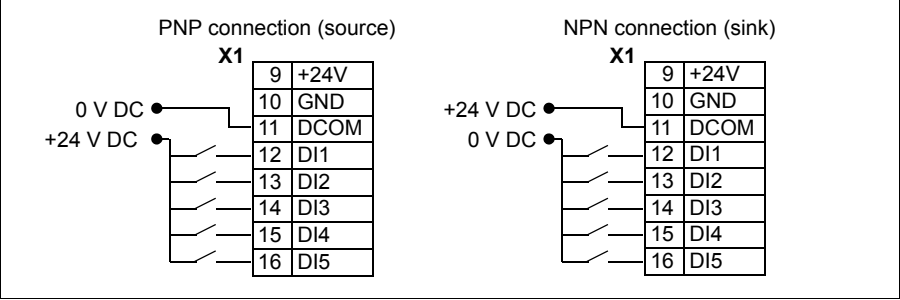 PNP connection (source)
X1
9 +24V
10 GND
11 DCOM
12 DI1
13 DI2
14 DI3
15 DI4
16 DI5
0 V DC
+24 V DC
NPN connection (sink)
X1
9 +24V
10 GND
11 DCOM
12 DI1
13 DI2
14 DI3
15 DI4
16 DI5
+24 V DC
0 V DC